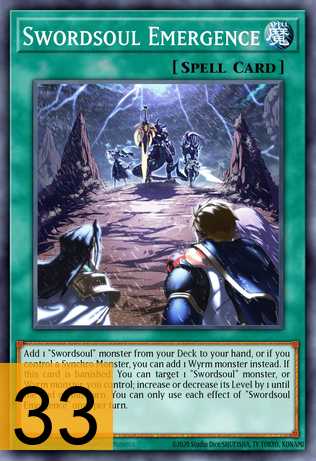 Swordsoul Emergence
[Spell Card]
Add 1 "Swordsoul" monster from your Deck to your hand, or if you
control a Synchro Monster, you can add 1 Wyrm monster instead. If
this card is banished: You can target 1 "Swordsoul", or
Wyrm monster, you control; increase or decrease its Level by 1 until
turn. You can only use each effect of "Swordsoul
Emergence" once per turn.
33
©2020 Studio Dice/SHUEISHA, TV TOKYO, KONAMI